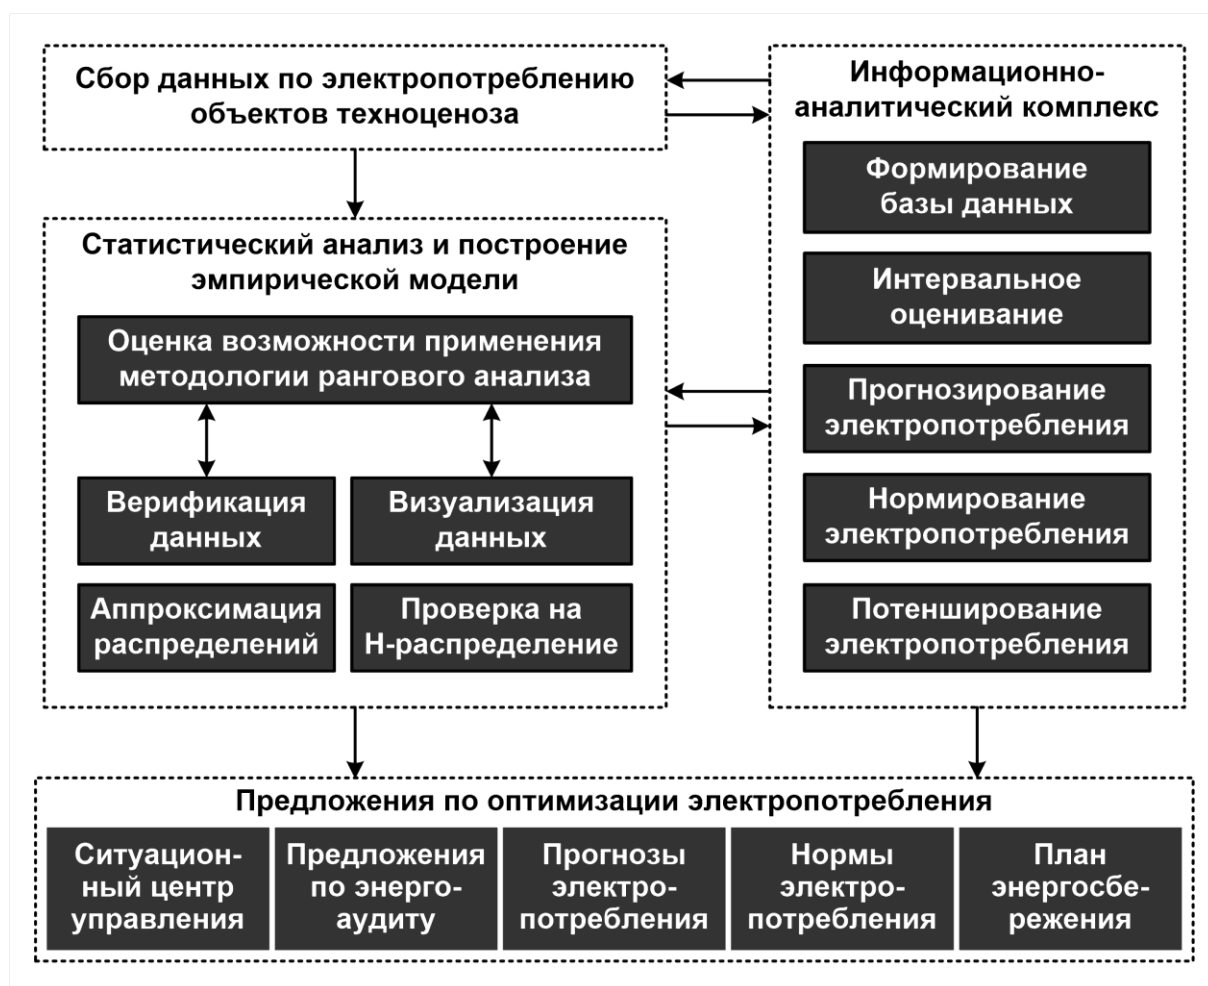 Сбор данных по электропотреблению
объектов техноценоза
Информационно-
аналитический комплекс
Формирование
базы данных
Интервальное
оценивание
Прогнозирование
электропотребления
Нормирование
электропотребления
Потенширование
электропотребления
Статистический анализ и построение
эмпирической модели
Оценка возможности применения
методологии рангового анализа
Верификация
данных
Визуализация
данных
Аппроксимация
распределений
Проверка на
Н-распределение
Предложения по оптимизации электропотребления
Ситуацион-
ный центр
управления
Предложения
по энерго-
аудиту
Прогнозы
электро-
потребления
Нормы
электро-
потребления
План
энергосбе-
режения